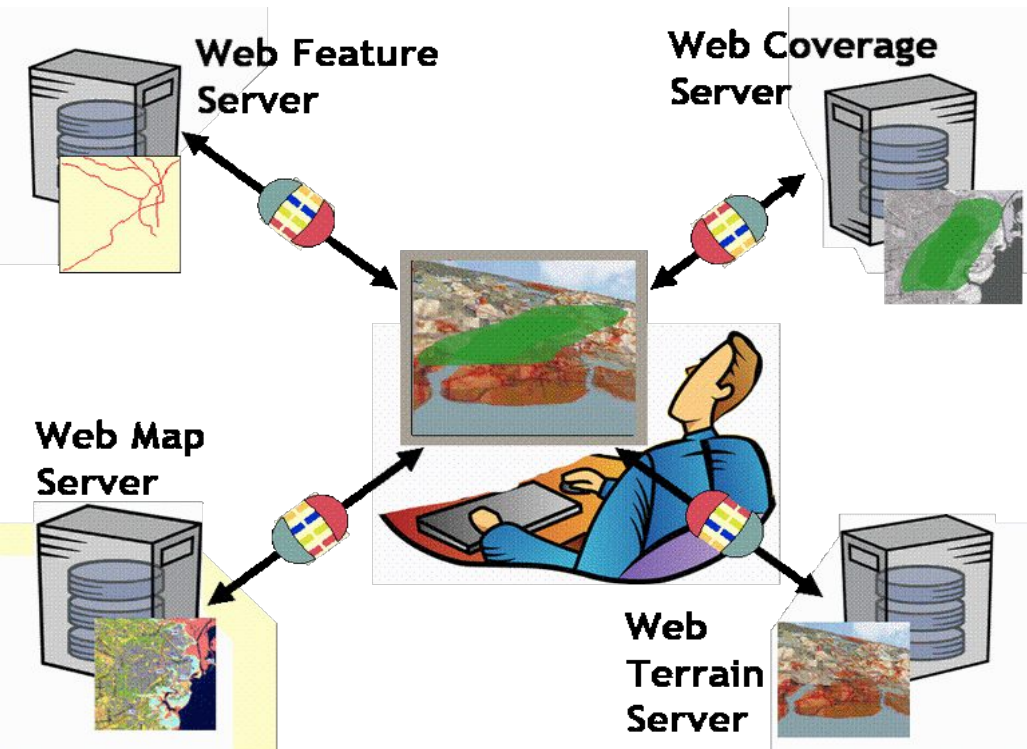 Web Feature
Server
Web Coverage
Server
Web Map
Server
Web
Terrain
Server